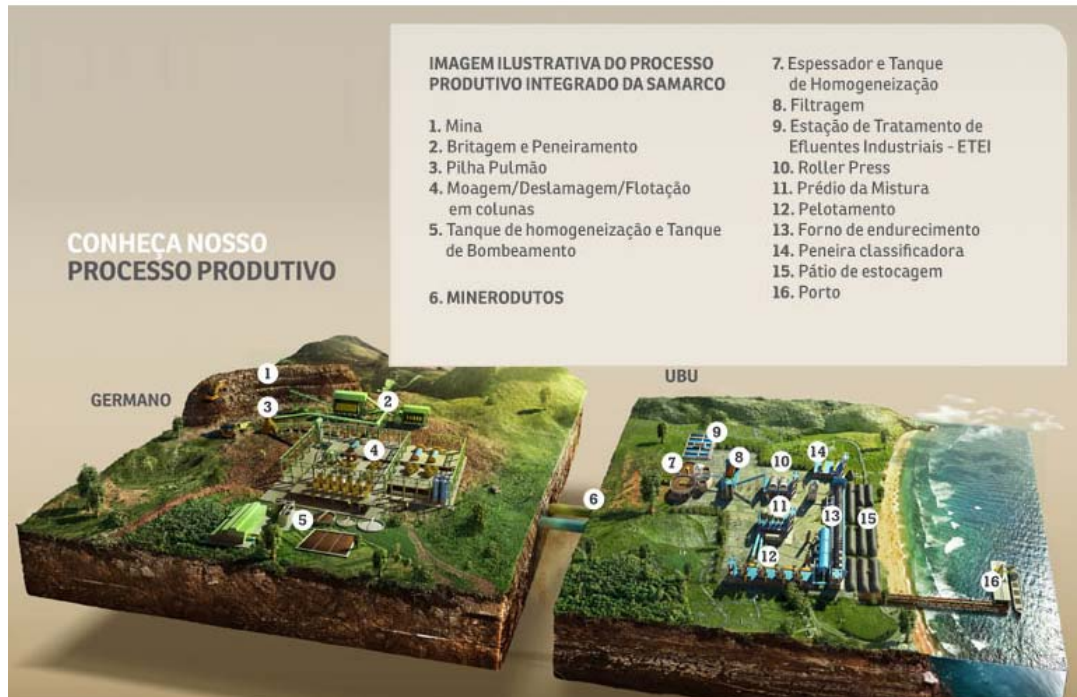 IMAGEM ILUSTRATIVA DO PROCESSO
PRODUTIVO INTEGRADO DA SAMARCO
1. Mina
2. Britagem e Peneiramento
3. Pilha Pulmão
4. Moagem/Deslamagem/Flotação
em colunas
5. Tanque de homogeneização e Tanque
de Bombeamento
6. MINERODUTOS
7. Espessador e Tanque
de Homogeneização
8. Filtragem
9. Estação de Tratamento de
Efluentes Industriais - ETEI
10. Roller Press
11. Prédio da Mistura
12. Pelotamento
13. Forno de endurecimento
14. Peneira classificadora
15. Pátio de estocagem
16. Porto
CONHEÇA NOSSO
PROCESSO PRODUTIVO
GERMANO
1
2
3
4
5
6
UBU
9
8
7
10
14
11
13
15
12
16